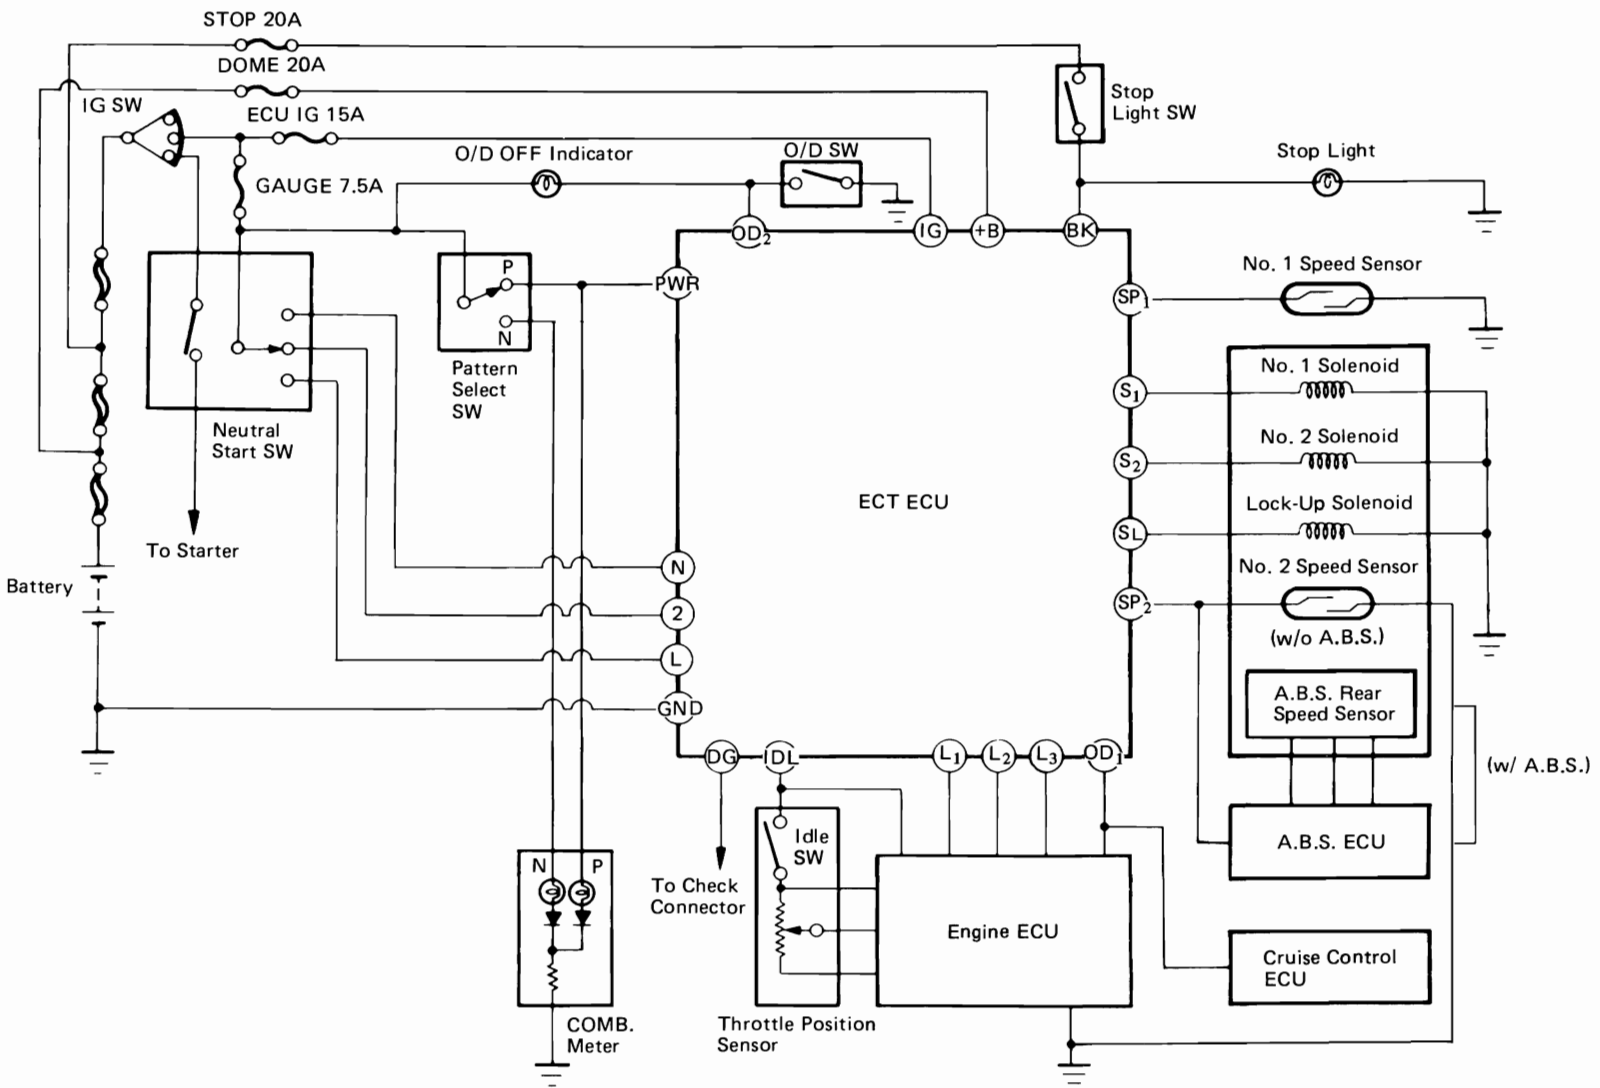 STOP 20A
DOME 20A
IG SW
ECU IG 15A
Stop
Light SW
O/D OFF Indicator
O/D SW
Stop Light
GAUGE 7.5A
OD2
IG
+B
BK
No. 1 Speed Sensor
P
PWR
SP1
N
Pattern
Select
SW
No. 1 Solenoid
S1
Neutral
Start SW
No. 2 Solenoid
S2
ECT ECU
Lock-Up Solenoid
SL
To Starter
Battery
N
No. 2 Speed Sensor
SP2
2
(w/o A.B.S.)
L
GND
A.B.S. Rear
Speed Sensor
DG
IDL
L1
L2
L3
OD1
(w/ A.B.S.)
Idle
SW
A.B.S. ECU
N
P
To Check
Connector
Engine ECU
Cruise Control
ECU
COMB.
Meter
Throttle Position
Sensor